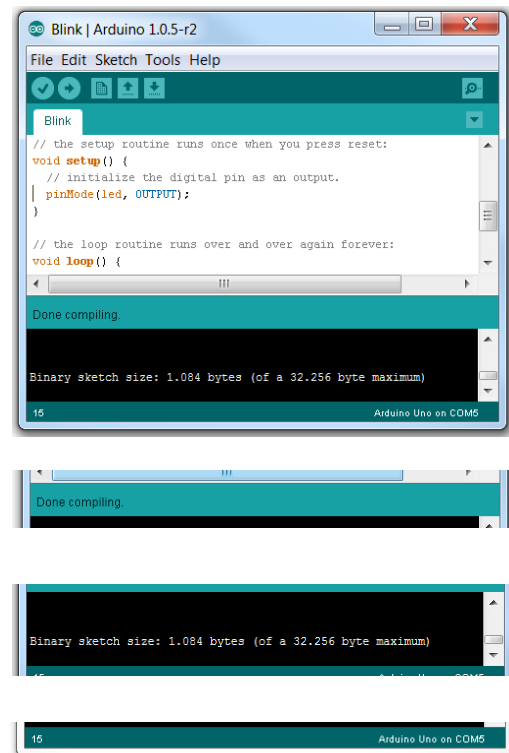 Blink | Arduino 1.0.5-r2
File Edit Sketch Tools Help
Blink
// the setup routine runs once when you press reset:
void setup() {
// initialize the digital pin as an output.
pinMode(led, OUTPUT);
}
// the loop routine runs over and over again forever:
void loop() {
Done compiling.
Binary sketch size: 1.084 bytes (of a 32.256 byte maximum)
15 Arduino Uno on COM5
Done compiling.
Binary sketch size: 1.084 bytes (of a 32.256 byte maximum)
15 Arduino Uno on COM5